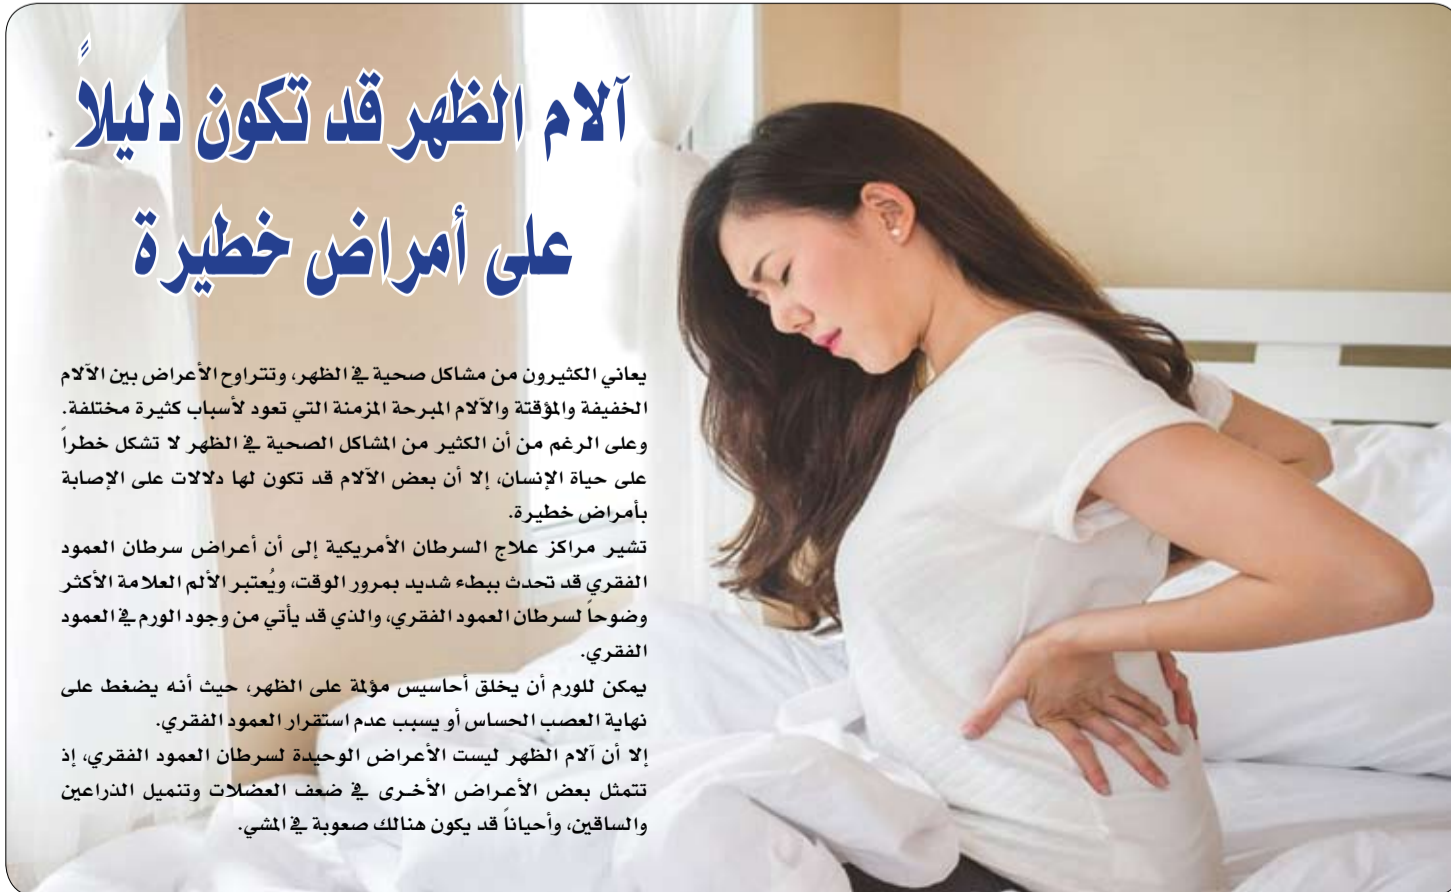 آلام الظهر قد تكون دليلاً
على أمراض خطيرة
يعاني الكثيرون من مشاكل صحية في الظهر، وتتراوح الأعراض بين الآلام
الخفيفة والمؤقتة والآلام المبرحة المزمنة التي تعود لأسباب كثيرة مختلفة.
وعلى الرغم من أن الكثير من المشاكل الصحية في الظهر لا تشكل خطراً
على حياة الإنسان، إلا أن بعض الآلام قد تكون لها دلالات على الإصابة
بأمراض خطيرة.
تشير مراكز علاج السرطان الأمريكية إلى أن أعراض سرطان العمود
الفقري قد تحدث ببطء شديد بمرور الوقت، ويُعتبر الألم العلامة الأكثر
وضوحاً لسرطان العمود الفقري، والذي قد يأتي من وجود الورم في العمود
الفقري.
يمكن للورم أن يخلق أحاسيس مؤلمة على الظهر، حيث أنه يضغط على
نهاية العصب الحساس أو يسبب عدم استقرار العمود الفقري.
إلا أن آلام الظهر ليست الأعراض الوحيدة لسرطان العمود الفقري، إذ
تتمثل بعض الأعراض الأخرى في ضعف العضلات وتنميل الذراعين
والساقين، وأحياناً قد يكون هنالك صعوبة في المشي.